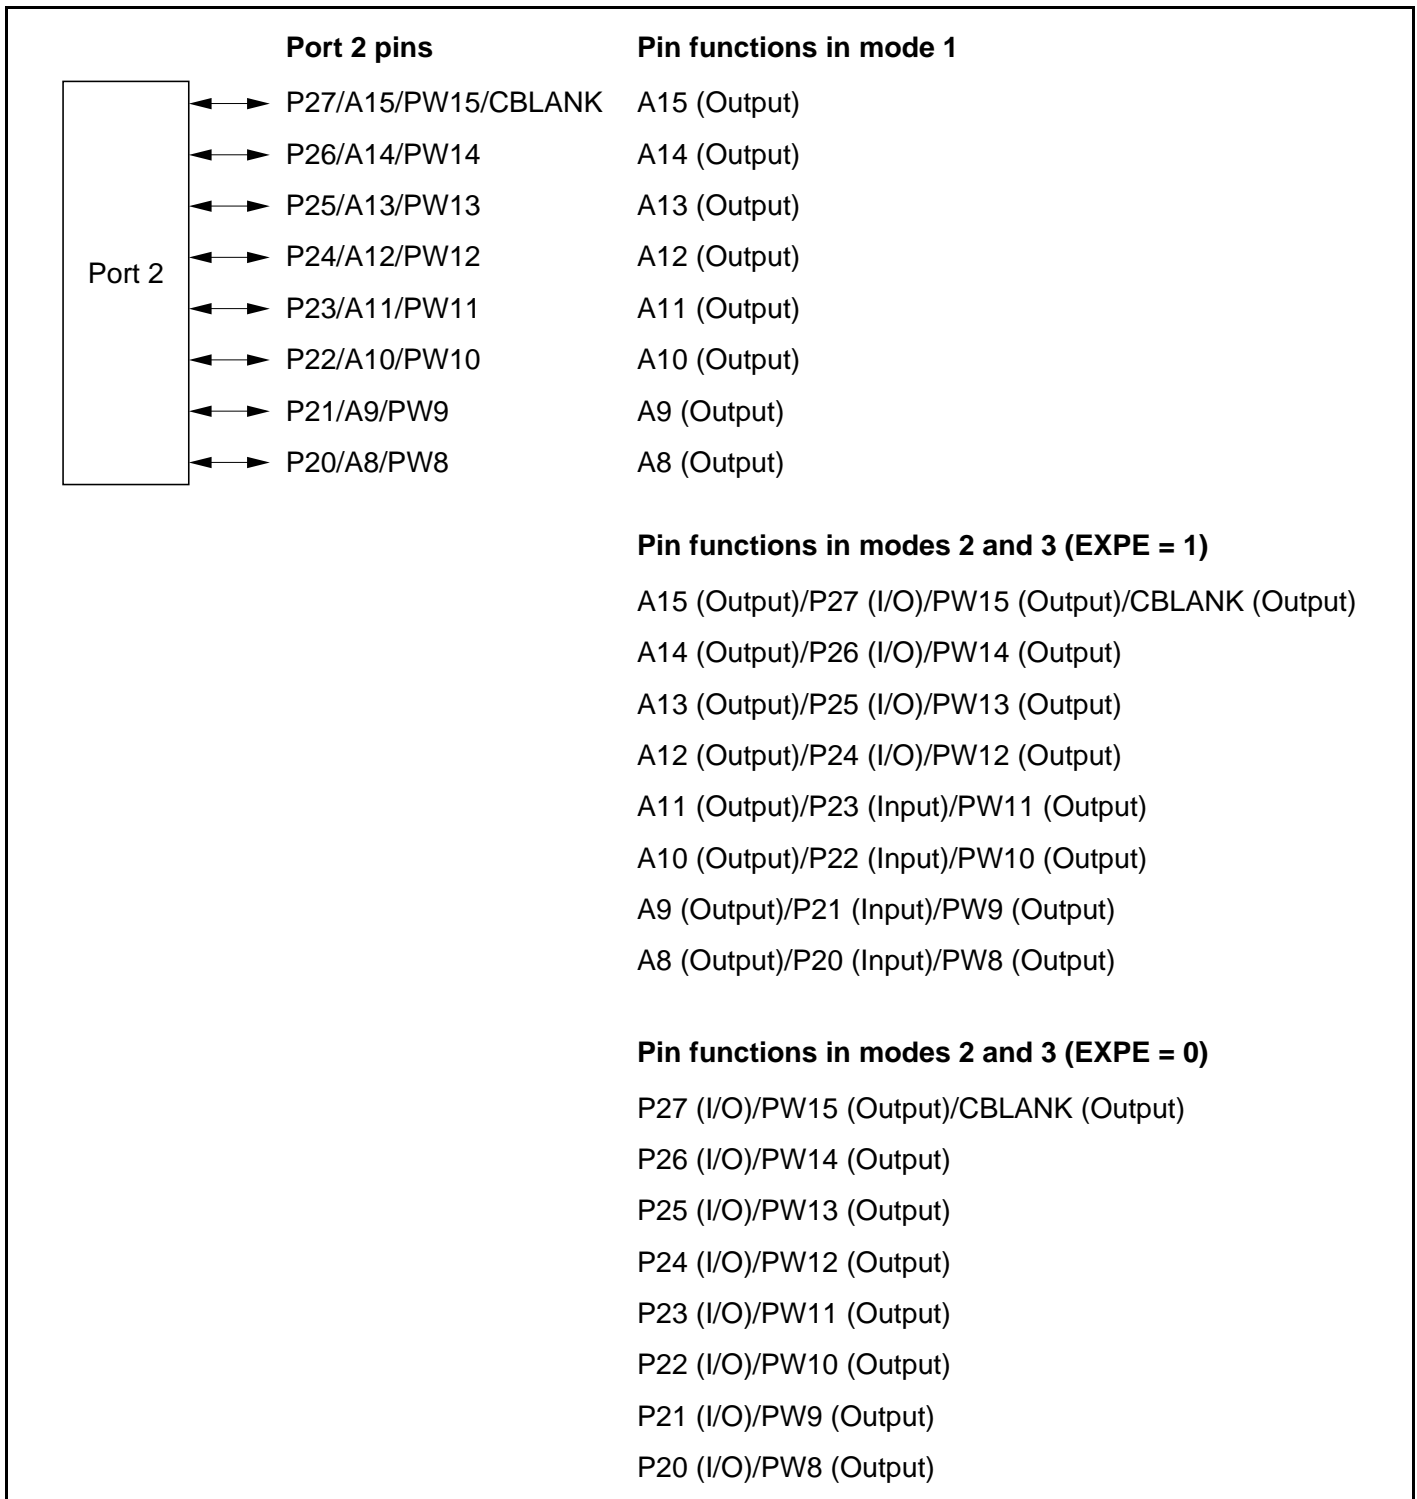 Port 2 pins Pin functions in mode 1
P27/A15/PW15/CBLANK A15 (Output)
P26/A14/PW14 A14 (Output)
P25/A13/PW13 A13 (Output)
P24/A12/PW12 A12 (Output)
Port 2
P23/A11/PW11 A11 (Output)
P22/A10/PW10 A10 (Output)
P21/A9/PW9 A9 (Output)
P20/A8/PW8 A8 (Output)
Pin functions in modes 2 and 3 (EXPE = 1)
A15 (Output)/P27 (I/O)/PW15 (Output)/CBLANK (Output)
A14 (Output)/P26 (I/O)/PW14 (Output)
A13 (Output)/P25 (I/O)/PW13 (Output)
A12 (Output)/P24 (I/O)/PW12 (Output)
A11 (Output)/P23 (Input)/PW11 (Output)
A10 (Output)/P22 (Input)/PW10 (Output)
A9 (Output)/P21 (Input)/PW9 (Output)
A8 (Output)/P20 (Input)/PW8 (Output)
Pin functions in modes 2 and 3 (EXPE = 0)
P27 (I/O)/PW15 (Output)/CBLANK (Output)
P26 (I/O)/PW14 (Output)
P25 (I/O)/PW13 (Output)
P24 (I/O)/PW12 (Output)
P23 (I/O)/PW11 (Output)
P22 (I/O)/PW10 (Output)
P21 (I/O)/PW9 (Output)
P20 (I/O)/PW8 (Output)